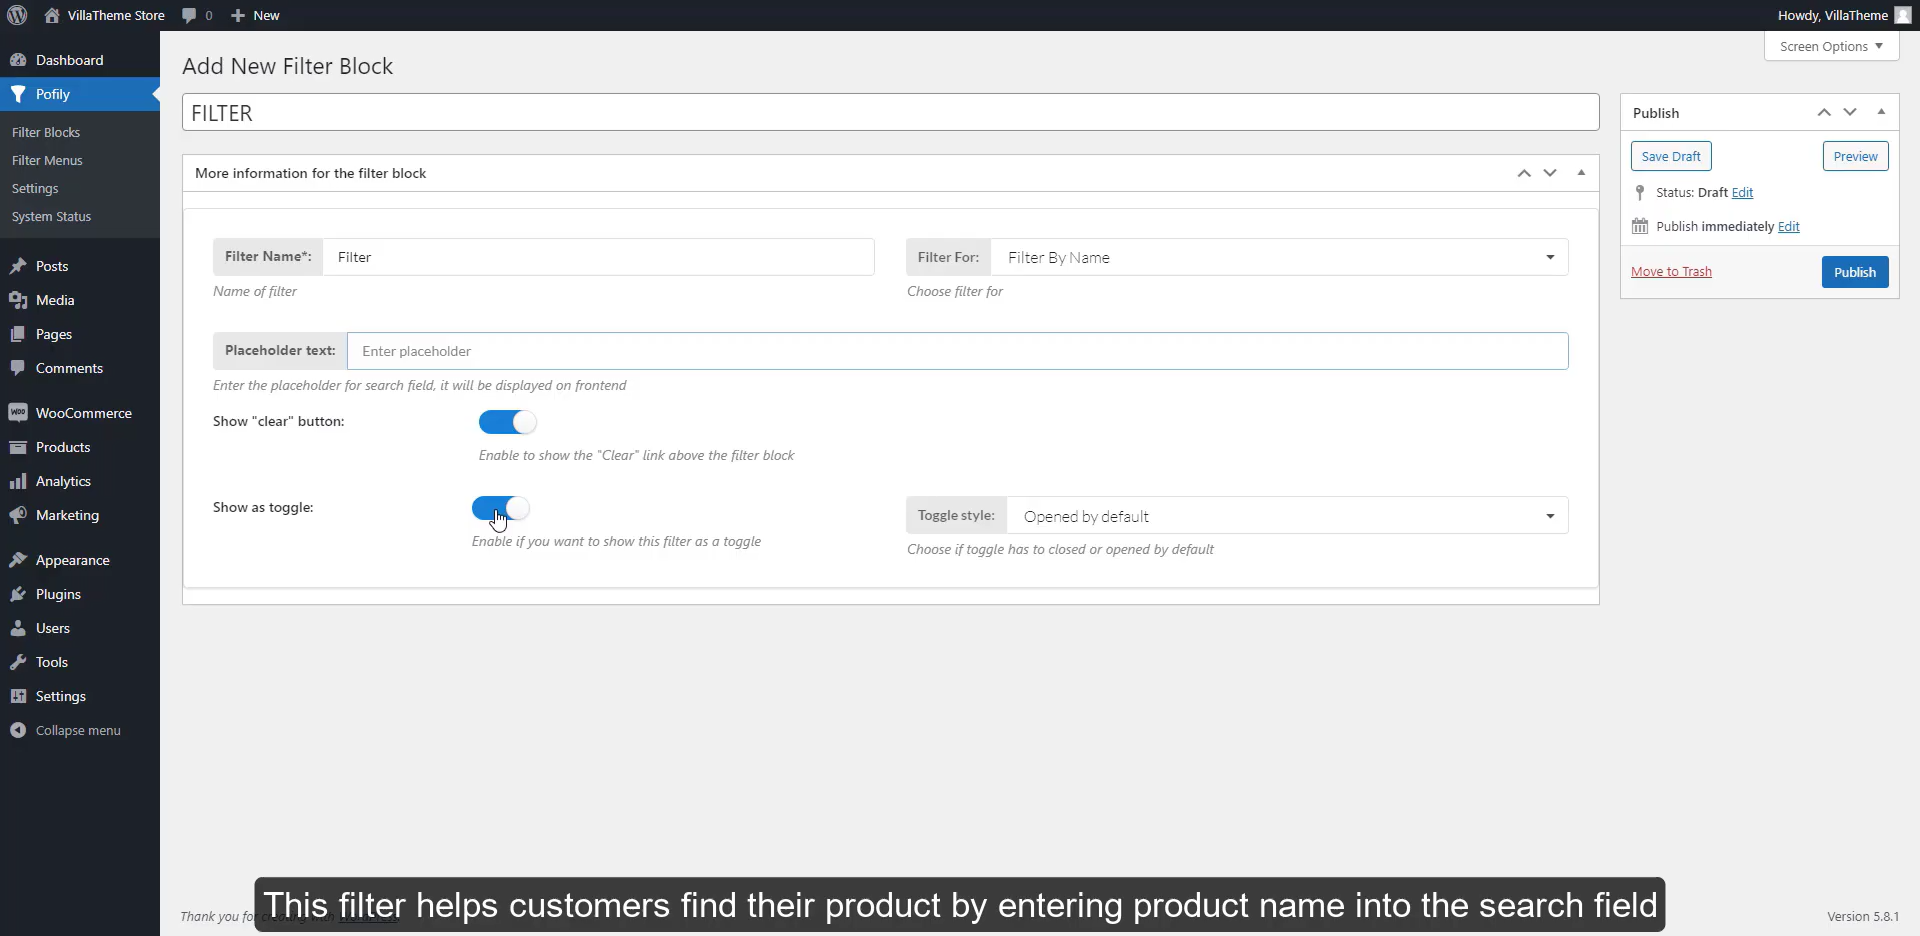 VillaTheme Store 0 New Howdy, VillaTheme
Screen Options
Dashboard
Pofily
Filter Blocks
Filter Menus
Settings
System Status
Posts
Media
Pages
Comments
WooCommerce
Products
Analytics
Marketing
Appearance
Plugins
Users
Tools
Settings
Collapse menu
Add New Filter Block
FILTER
More information for the filter block
Filter Name*: Filter
Name of filter
Filter For: Filter By Name
Choose filter for
Placeholder text: Enter placeholder
Enter the placeholder for search field, it will be displayed on frontend
Show "clear" button:
Enable to show the "Clear" link above the filter block
Show as toggle:
Enable if you want to show this filter as a toggle
Toggle style: Opened by default
Choose if toggle has to closed or opened by default
Publish
Save Draft Preview
Status: Draft Edit
Publish immediately Edit
Move to Trash Publish
Thank you for
This filter helps customers find their product by entering product name into the search field
Version 5.8.1